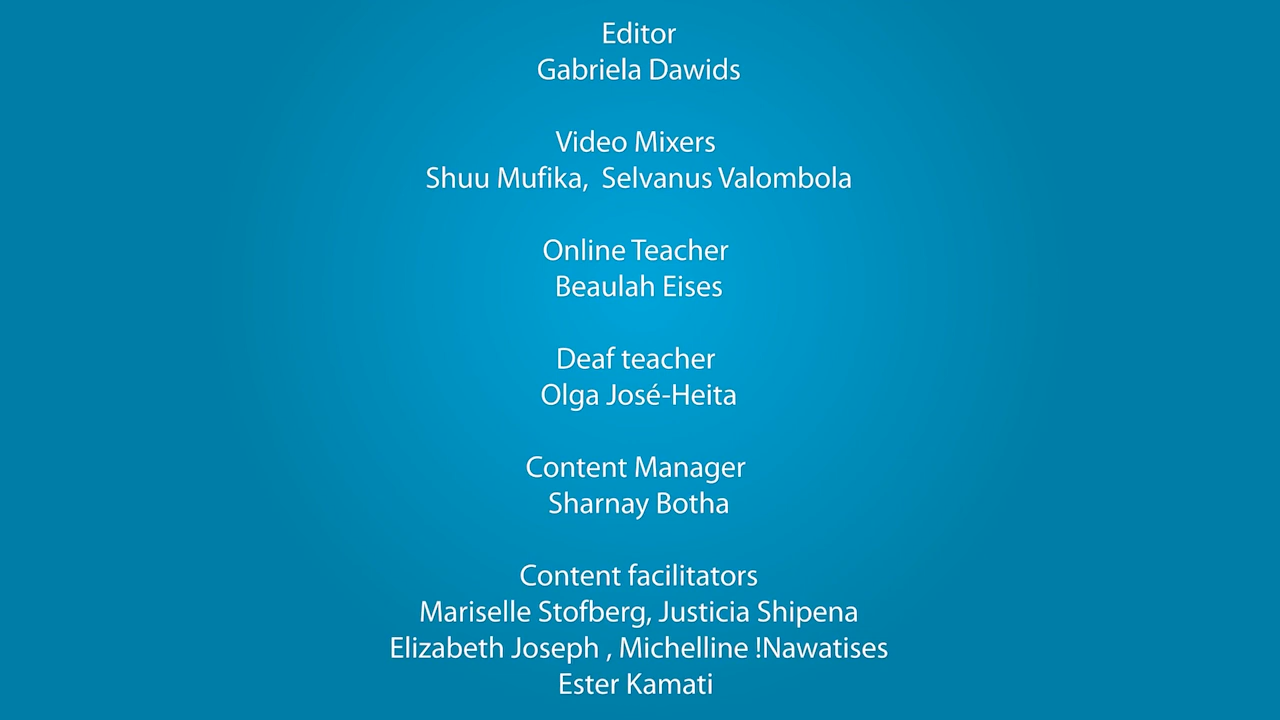 Editor
Gabriela Dawids
Video Mixers
Shuu Mufika,  Selvanus Valombola
Online Teacher
Beaulah Eises
Deaf teacher
Olga José-Heita
Content Manager
Sharnay Botha
Content facilitators
Mariselle Stofberg, Justicia Shipena
Elizabeth Joseph , Michelline !Nawatises
Ester Kamati